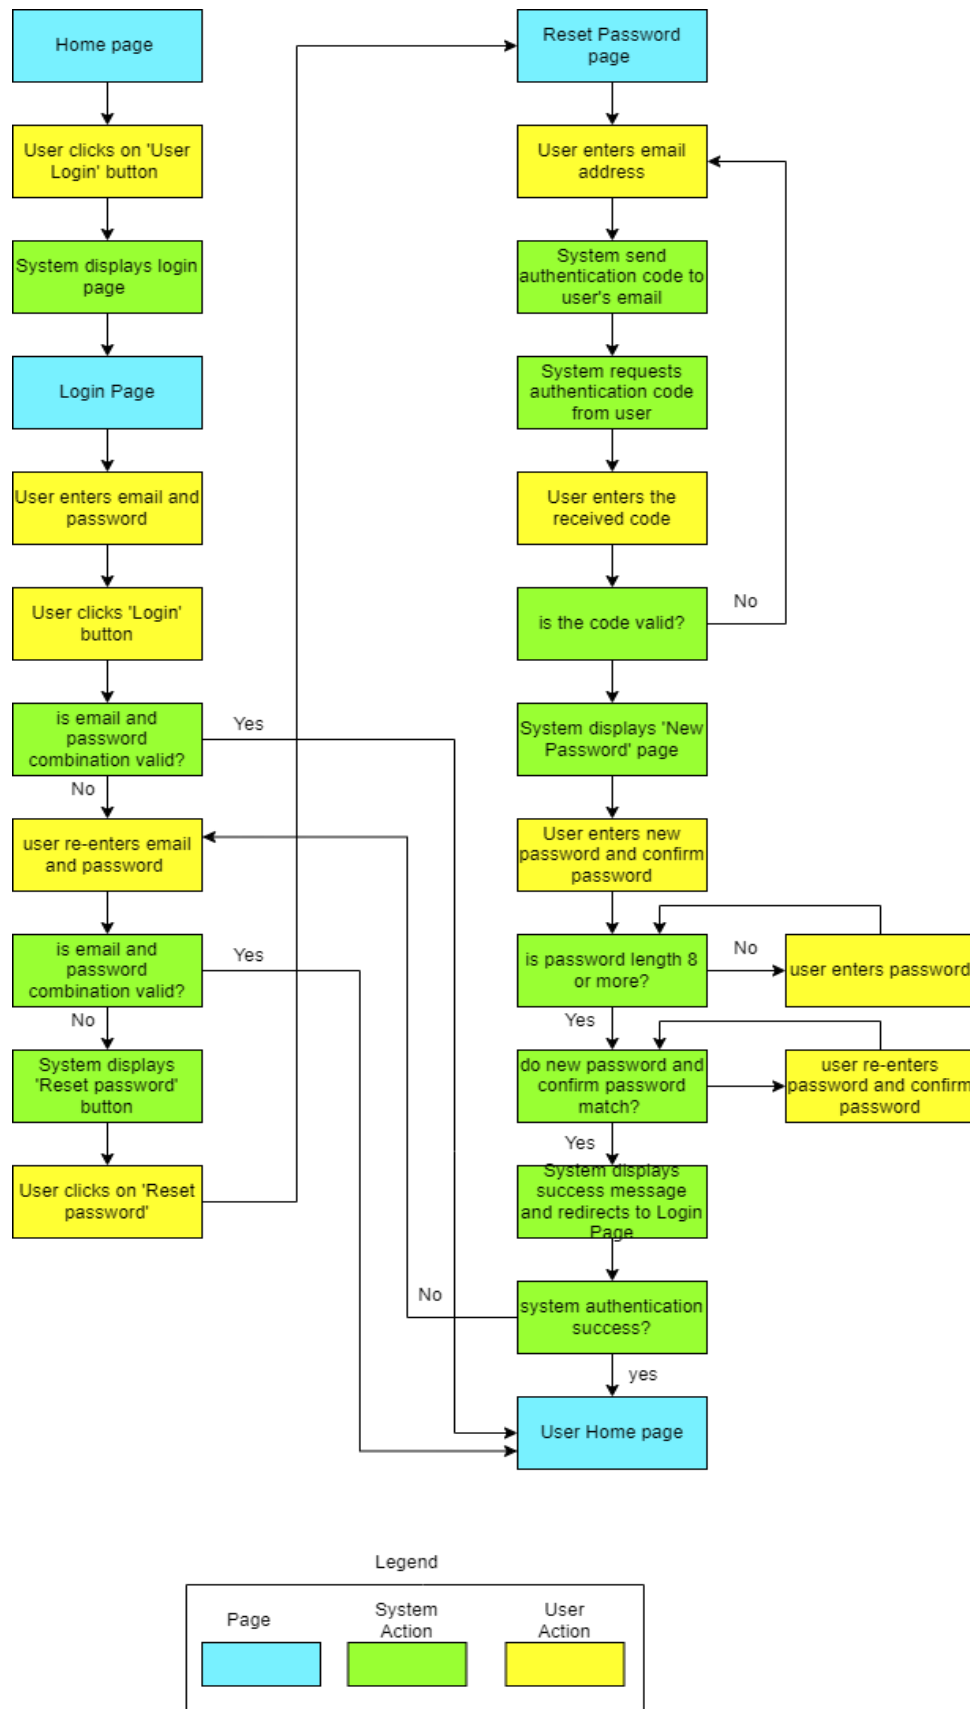 Home page
User clicks on 'User
Login' button
System displays login
page
Login Page
User enters email and
password
User clicks 'Login'
button
is email and
password
combination valid?
Yes
No
user re-enters email
and password
is email and
password
combination valid?
Yes
No
System displays
'Reset password'
button
User clicks on 'Reset
password'
Reset Password
page
User enters email
address
System send
authentication code to
user's email
System requests
authentication code
from user
User enters the
received code
is the code valid?
No
System displays 'New
Password' page
User enters new
password and confirm
password
is password length 8
or more?
No
user enters password
Yes
do new password and
confirm password
match?
user re-enters
password and confirm
password
Yes
System displays
success message
and redirects to Login
Page
system authentication
success?
No
yes
User Home page
Legend
Page
System
Action
User
Action